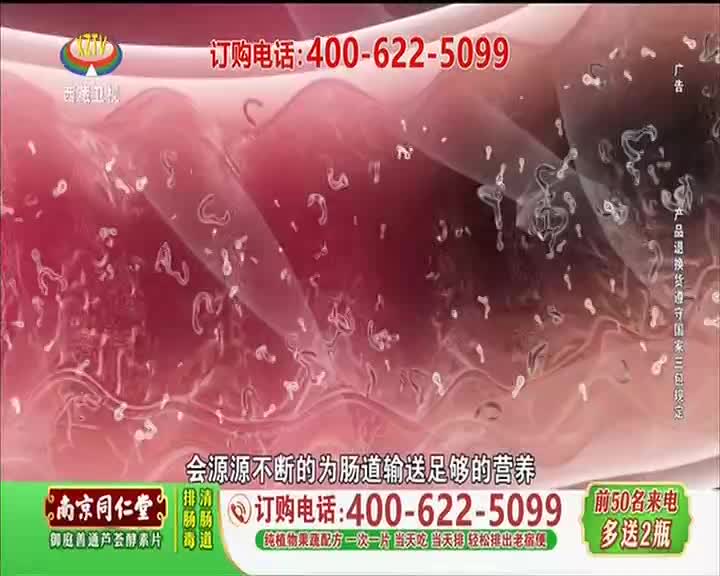 订购电话:400-622-5099
XZTV
西藏卫视
广告
产品退换货遵守国家三包规定
会源源不断的为肠道输送足够的营养
南京同仁堂
御庭善通芦荟酵素片
排肠毒
清肠道
订购电话:400-622-5099
纯植物果蔬配方 一次一片 当天吃 当天排 轻松排出老宿便
前50名来电
多送2瓶